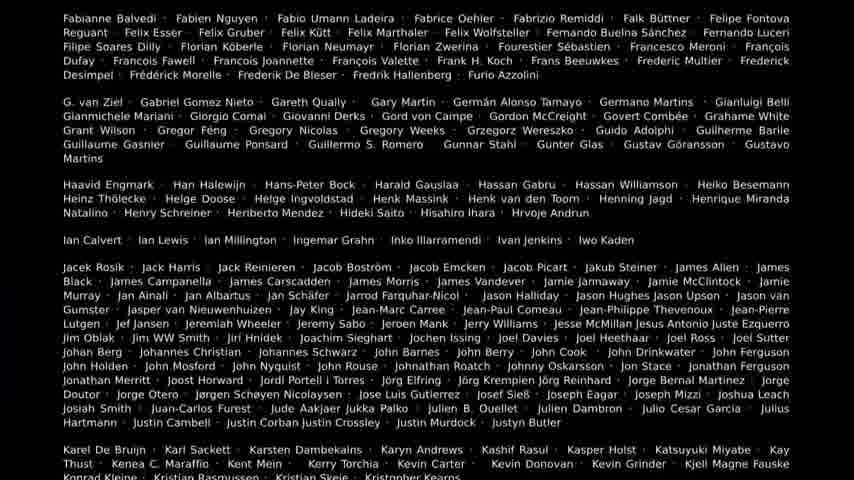 Fabianne Balvedi · Fabien Nguyen · Fabio Umann Ladeira · Fabrice Oehler · Fabrizio Remiddi · Falk Büttner · Felipe Fontova
Reguant · Felix Esser · Felix Gruber · Felix Kütt · Felix Marthaler · Felix Wolfsteller · Fernando Buelna Sánchez · Fernando Luceri
Filipe Soares Dilly · Florian Köberle · Florian Neumayr · Florian Zwerina · Fourestier Sébastien · Francesco Meroni · François
Dufay · Francois Fawell · Francois Joannette · François Valette · Frank H. Koch · Frans Beeuwkes · Frederic Multier · Frederick
Desimpel · Frédérick Morelle · Frederik De Bleser · Fredrik Hallenberg · Furio Azzolini
G. van Ziel · Gabriel Gomez Nieto · Gareth Qually · Gary Martin · Germán Alonso Tamayo · Germano Martins · Gianluigi Belli
Gianmichele Mariani · Giorgio Comai · Giovanni Derks · Gord von Campe · Gordon McCreight · Govert Combée · Grahame White
Grant Wilson · Gregor Féng · Gregory Nicolas · Gregory Weeks · Grzegorz Wereszko · Guido Adolphi · Guilherme Barile
Guillaume Gasnier · Guillaume Ponsard · Guillermo S. Romero · Gunnar Stahl · Gunter Glas · Gustav Göransson · Gustavo
Martins
Haavid Engmark · Han Halewijn · Hans-Peter Bock · Harald Gauslaa · Hassan Gabru · Hassan Williamson · Heiko Besemann
Heinz Thölecke · Helge Doose · Helge Ingvoldstad · Henk Massink · Henk van den Toorn · Henning Jagd · Henrique Miranda
Natalino · Henry Schreiner · Heriberto Mendez · Hideki Saito · Hisahiro Ihara · Hrvoje Andrun
Ian Calvert · Ian Lewis · Ian Millington · Ingemar Grahn · Inko Illarramendi · Ivan Jenkins · Iwo Kaden
Jacek Rosik · Jack Harris · Jack Reinieren · Jacob Boström · Jacob Emcken · Jacob Picart · Jakub Steiner · James Allen · James
Black · James Campanella · James Carscadden · James Morris · James Vandever · Jamie Jamaway · Jamie McClintock · Jamie
Murray · Jan Ainali · Jan Albartus · Jan Schäfer · Jarrod Farquhar-Nicol · Jason Halliday · Jason Hughes Jason Upson · Jason van
Gumster · Jasper van Nieuwenhuizen · Jay King · Jean-Marc Carree · Jean-Paul Comeau · Jean-Philippe Thevenoux · Jean-Pierre
Lutgen · Jef Jansen · Jeremiah Wheeler · Jeremy Sabo · Jeroen Mank · Jerry Williams · Jesse McMillan Jesus Antonio Juste Ezquerro
Jim Oblak · Jim WW Smith · Jiri Hnidek · Joachim Sieghart · Jochen Issing · Joel Davies · Joel Heethaar · Joel Ross · Joel Sutter
Johan Berg · Johannes Christian · Johannes Schwarz · John Barnes · John Berry · John Cook · John Drinkwater · John Ferguson
John Holden · John Mosford · John Nyquist · John Rouse · Johnathan Roatch · Johnny Oskarsson · Jon Stace · Jonathan Ferguson
Jonathan Merritt · Joost Horward · Jordi Portell i Torres · Jörg Elfring · Jörg Krempien Jörg Reinhard · Jorge Bernal Martinez · Jorge
Doutor · Jorge Otero · Jørgen Schøyen Nicolaysen · Jose Luis Gutierrez · Josef Sieß · Joseph Eagar · Joseph Mizzi · Joshua Leach
Josiah Smith · Juan-Carlos Furest · Jude Aakjaer Jukka Palko · Julien B. Ouellet · Julien Dambron · Julio Cesar Garcia · Julius
Hartmann · Justin Cambell · Justin Corban Justin Crossley · Justin Murdock · Justyn Butler
Karel De Bruijn · Karl Sackett · Karsten Dambekalns · Karyn Andrews · Kashif Rasul · Kasper Holst · Katsuyuki Miyabe · Kay
Thust · Kenea C. Maraffio · Kent Mein · Kerry Torchia · Kevin Carter · Kevin Donovan · Kevin Grinder · Kjell Magne Fauske
Konrad Kleine · Kristian Rasmussen · Kristian Skeie · Kristopher Kearns